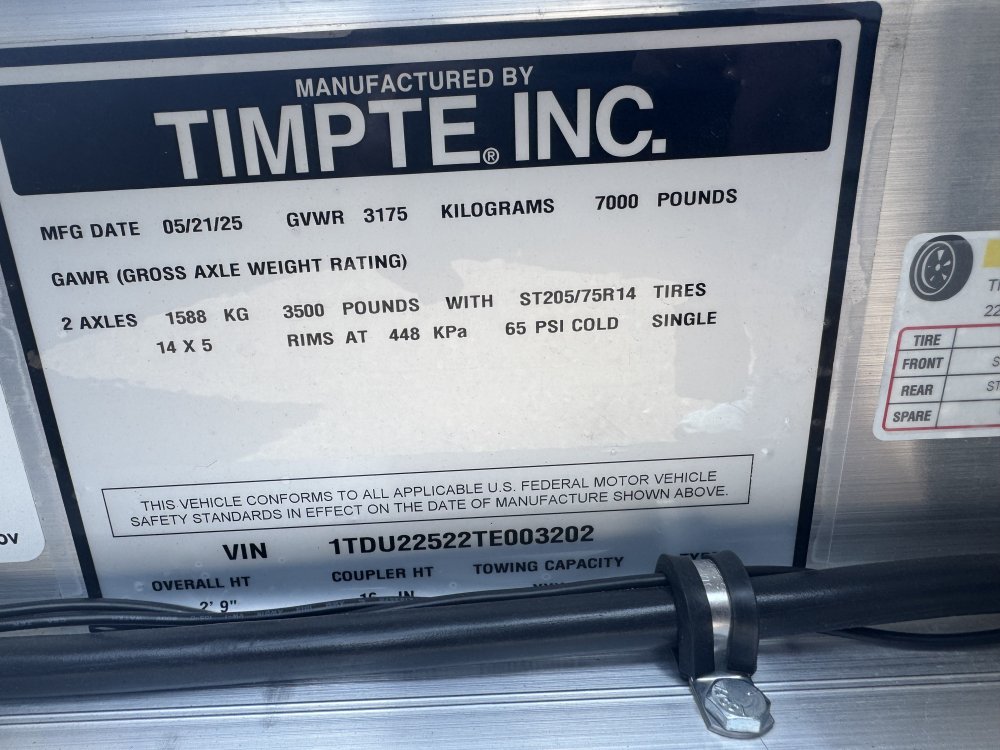 MANUFACTURED BY
TIMPTE® INC.
MFG DATE 05/21/25 GVWR 3175 KILOGRAMS 7000 POUNDS
GAWR (GROSS AXLE WEIGHT RATING)
2 AXLES 1588 KG 3500 POUNDS WITH ST205/75R14 TIRES
14 X 5 RIMS AT 448 KPa 65 PSI COLD SINGLE
THIS VEHICLE CONFORMS TO ALL APPLICABLE U.S. FEDERAL MOTOR VEHICLE
SAFETY STANDARDS IN EFFECT ON THE DATE OF MANUFACTURE SHOWN ABOVE.
VIN 1TDU22522TE003202
OVERALL HT COUPLER HT TOWING CAPACITY
2' 9" IN
TIRE
FRONT
REAR
SPARE